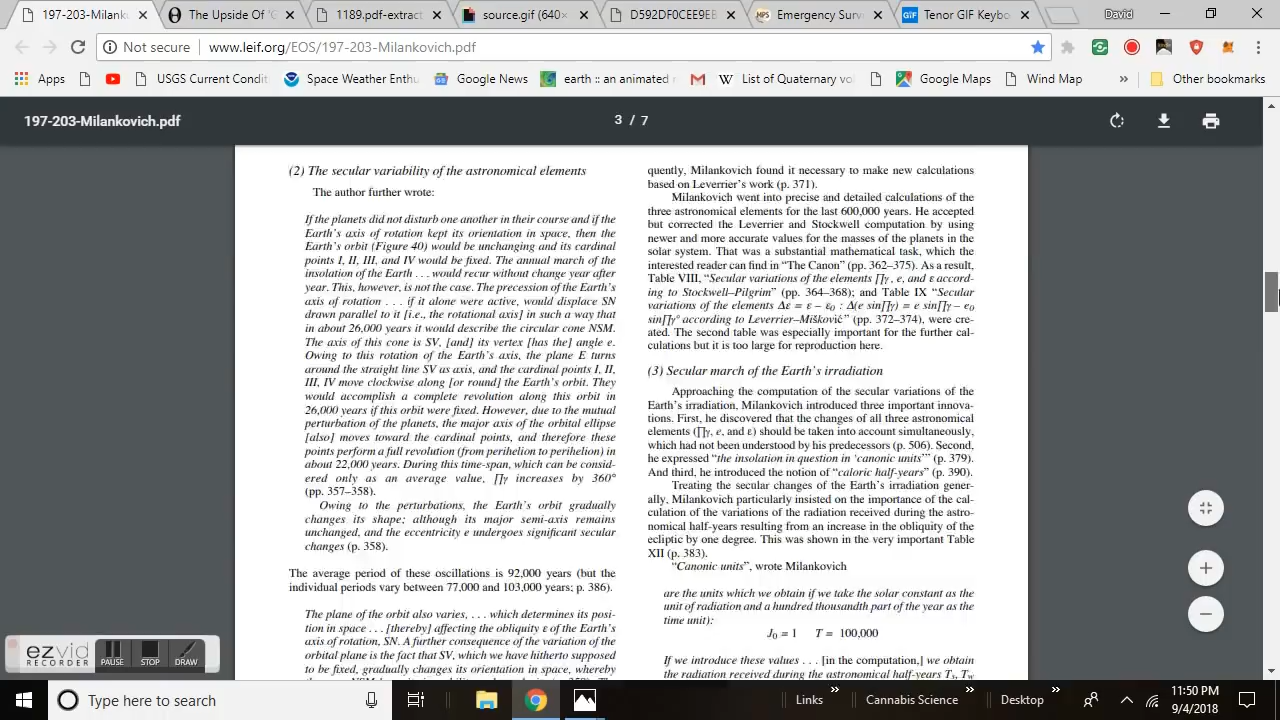 197-203-Milank
The Upside Of 'G
1189.pdf-extract
source.gif (640×
D592DF0CEE9EB
Emergency Surv
GIF Tenor GIF Keybo
David
Not secure | www.leif.org/EOS/197-203-Milankovich.pdf
Apps
USGS Current Condit
Space Weather Enthu
Google News
earth :: an animated
List of Quaternary vo
Google Maps
Wind Map
»
Other bookmarks
197-203-Milankovich.pdf
3 / 7
(2) The secular variability of the astronomical elements
The author further wrote:
If the planets did not disturb one another in their course and if the
Earth's axis of rotation kept its orientation in space, then the
Earth's orbit (Figure 40) would be unchanging and its cardinal
points I, II, III, and IV would be fixed. The annual march of the
insolation of the Earth . . . would recur without change year after
year. This, however, is not the case. The precession of the Earth's
axis of rotation . . . if it alone were active, would displace SN
drawn parallel to it [i.e., the rotational axis] in such a way that
in about 26,000 years it would describe the circular cone NSM.
The axis of this cone is SV, [and] its vertex [has the] angle e.
Owing to this rotation of the Earth's axis, the plane E turns
around the straight line SV as axis, and the cardinal points I, II,
III, IV move clockwise along [or round] the Earth's orbit. They
would accomplish a complete revolution along this orbit in
26,000 years if this orbit were fixed. However, due to the mutual
perturbation of the planets, the major axis of the orbital ellipse
[also] moves toward the cardinal points, and therefore these
points perform a full revolution (from perihelion to perihelion) in
about 22,000 years. During this time-span, which can be consid-
ered only as an average value, ∏γ increases by 360°
(pp. 357–358).
Owing to the perturbations, the Earth's orbit gradually
changes its shape; although its major semi-axis remains
unchanged, and the eccentricity e undergoes significant secular
changes (p. 358).
The average period of these oscillations is 92,000 years (but the
individual periods vary between 77,000 and 103,000 years; p. 386).
The plane of the orbit also varies, . . . which determines its posi-
tion in space . . . [thereby] affecting the obliquity ε of the Earth's
axis of rotation, SN. A further consequence of the variation of the
orbital plane is the fact that SV, which we have hitherto supposed
to be fixed, gradually changes its orientation in space, whereby
quently, Milankovich found it necessary to make new calculations
based on Leverrier's work (p. 371).
Milankovich went into precise and detailed calculations of the
three astronomical elements for the last 600,000 years. He accepted
but corrected the Leverrier and Stockwell computation by using
newer and more accurate values for the masses of the planets in the
solar system. That was a substantial mathematical task, which the
interested reader can find in "The Canon" (pp. 362–375). As a result,
Table VIII, "Secular variations of the elements ∏γ, e, and ε accord-
ing to Stockwell–Pilgrim" (pp. 364–368); and Table IX "Secular
variations of the elements Δε = ε – ε₀ : Δ(e sin∏γ) = e sin∏γ – e₀
sin∏γ° according to Leverrier–Mišković" (pp. 372–374), were cre-
ated. The second table was especially important for the further cal-
culations but it is too large for reproduction here.
(3) Secular march of the Earth's irradiation
Approaching the computation of the secular variations of the
Earth's irradiation, Milankovich introduced three important innova-
tions. First, he discovered that the changes of all three astronomical
elements (∏γ, e, and ε) should be taken into account simultaneously,
which had not been understood by his predecessors (p. 506). Second,
he expressed "the insolation in question in 'canonic units'" (p. 379).
And third, he introduced the notion of "caloric half-years" (p. 390).
Treating the secular changes of the Earth's irradiation gener-
ally, Milankovich particularly insisted on the importance of the cal-
culation of the variations of the radiation received during the astro-
nomical half-years resulting from an increase in the obliquity of the
ecliptic by one degree. This was shown in the very important Table
XII (p. 383).
"Canonic units", wrote Milankovich
are the units which we obtain if we take the solar constant as the
unit of radiation and a hundred thousandth part of the year as the
time unit):
J₀ = 1 T = 100,000
If we introduce these values . . . [in the computation,] we obtain
the radiation received during the astronomical half-years Tₛ, T_w
ezvid
RECORDER
PAUSE
STOP
DRAW
Type here to search
Links
»
Cannabis Science
»
Desktop
»
11:50 PM
9/4/2018